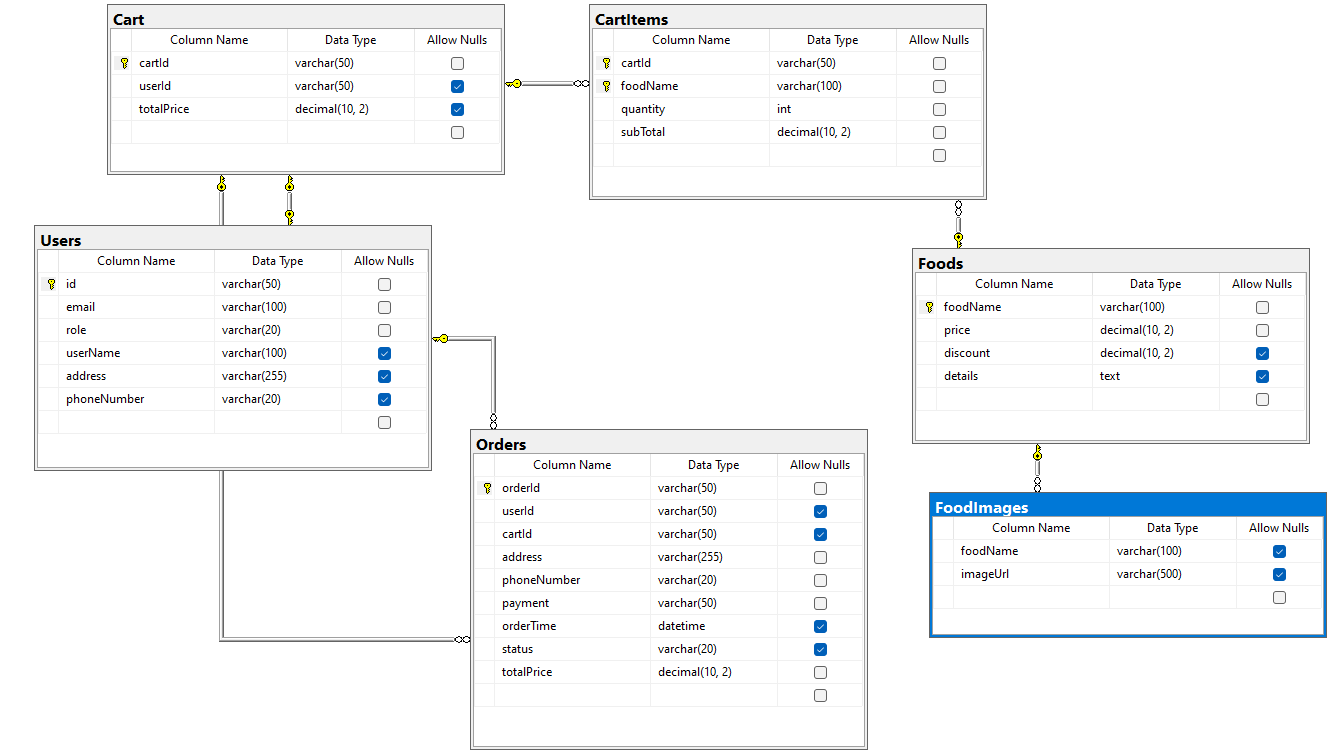 Cart
Column Name Data Type Allow Nulls
cartId varchar(50)
userId varchar(50)
totalPrice decimal(10, 2)
CartItems
Column Name Data Type Allow Nulls
cartId varchar(50)
foodName varchar(100)
quantity int
subTotal decimal(10, 2)
Users
Column Name Data Type Allow Nulls
id varchar(50)
email varchar(100)
role varchar(20)
userName varchar(100)
address varchar(255)
phoneNumber varchar(20)
Foods
Column Name Data Type Allow Nulls
foodName varchar(100)
price decimal(10, 2)
discount decimal(10, 2)
details text
Orders
Column Name Data Type Allow Nulls
orderId varchar(50)
userId varchar(50)
cartId varchar(50)
address varchar(255)
phoneNumber varchar(20)
payment varchar(50)
orderTime datetime
status varchar(20)
totalPrice decimal(10, 2)
FoodImages
Column Name Data Type Allow Nulls
foodName varchar(100)
imageUrl varchar(500)